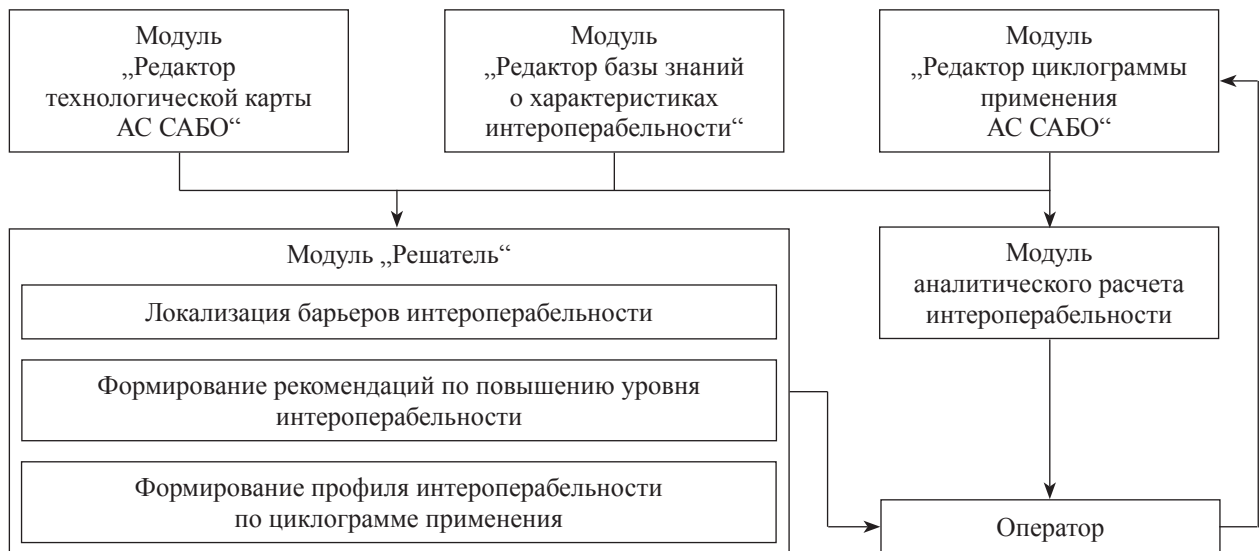 Модуль
„Редактор
технологической карты
АС САБО“
Модуль
„Редактор базы знаний
о характеристиках
интероперабельности“
Модуль
„Редактор циклограммы
применения
АС САБО“
Модуль „Решатель“
Локализация барьеров интероперабельности
Формирование рекомендаций по повышению уровня
интероперабельности
Формирование профиля интероперабельности
по циклограмме применения
Модуль
аналитического расчета
интероперабельности
Оператор